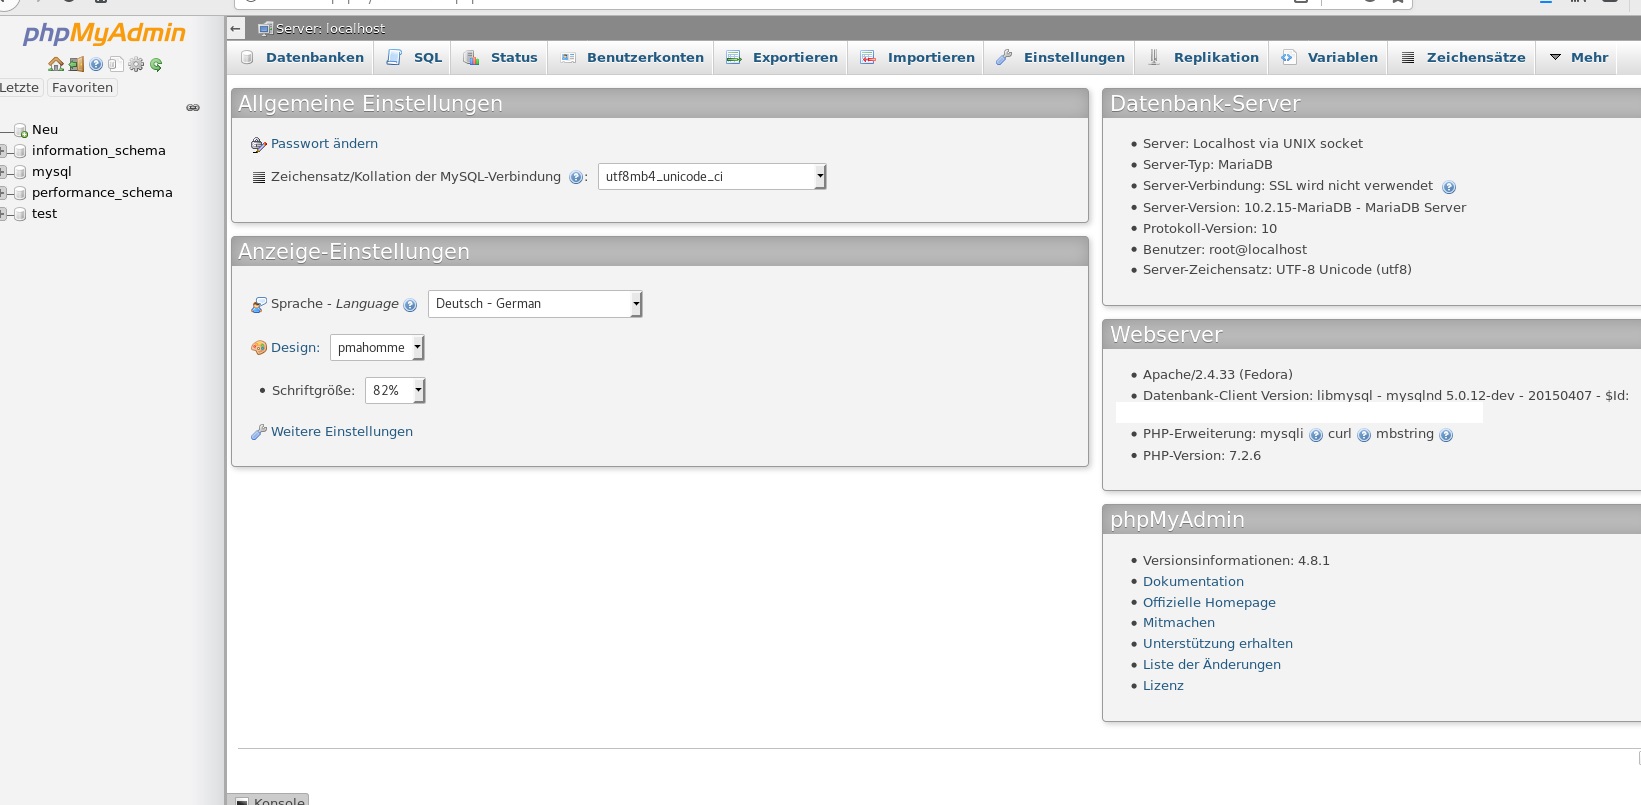 phpMyAdmin
Letzte Favoriten
Neu
information_schema
mysql
performance_schema
test
← Server: localhost
Datenbanken SQL Status Benutzerkonten Exportieren Importieren Einstellungen Replikation Variablen Zeichensätze Mehr
Allgemeine Einstellungen
Passwort ändern
Zeichensatz/Kollation der MySQL-Verbindung : utf8mb4_unicode_ci
Anzeige-Einstellungen
Sprache - Language Deutsch - German
Design: pmahomme
• Schriftgröße: 82%
Weitere Einstellungen
Datenbank-Server
• Server: Localhost via UNIX socket
• Server-Typ: MariaDB
• Server-Verbindung: SSL wird nicht verwendet
• Server-Version: 10.2.15-MariaDB - MariaDB Server
• Protokoll-Version: 10
• Benutzer: root@localhost
• Server-Zeichensatz: UTF-8 Unicode (utf8)
Webserver
• Apache/2.4.33 (Fedora)
• Datenbank-Client Version: libmysql - mysqlnd 5.0.12-dev - 20150407 - $Id:
• PHP-Erweiterung: mysqli curl mbstring
• PHP-Version: 7.2.6
phpMyAdmin
• Versionsinformationen: 4.8.1
• Dokumentation
• Offizielle Homepage
• Mitmachen
• Unterstützung erhalten
• Liste der Änderungen
• Lizenz
Konsole